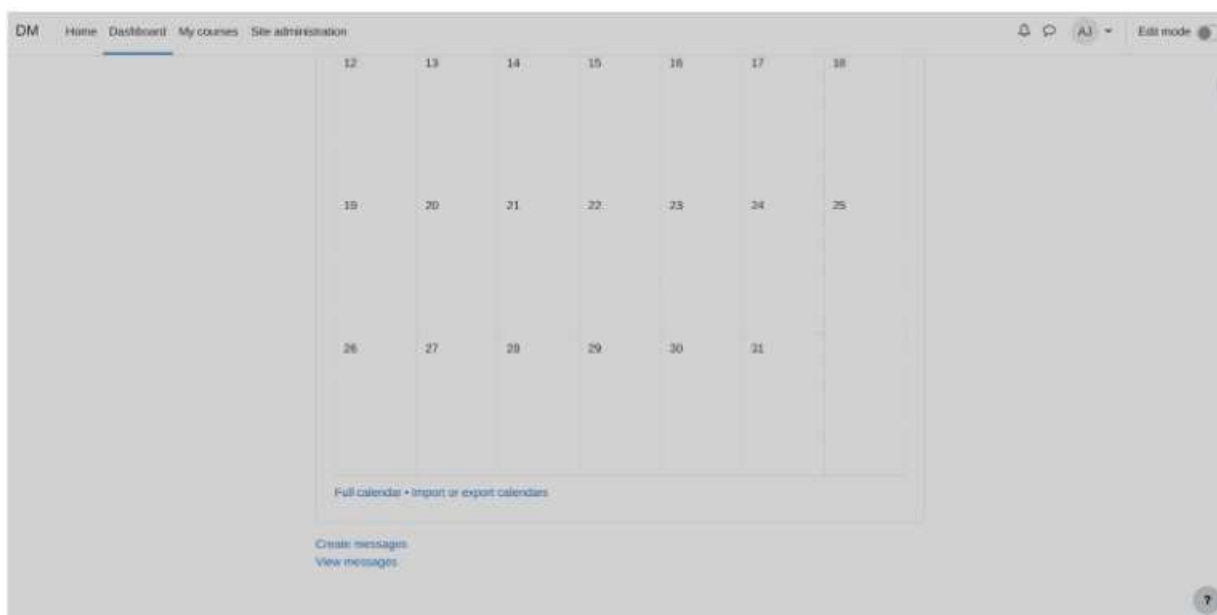 DM Home Dashboard My courses Site administration AJ Edit mode
12 13 14 15 16 17 18
19 20 21 22 23 24 25
26 27 28 29 30 31
Full calendar • Import or export calendars
Create messages
View messages
?